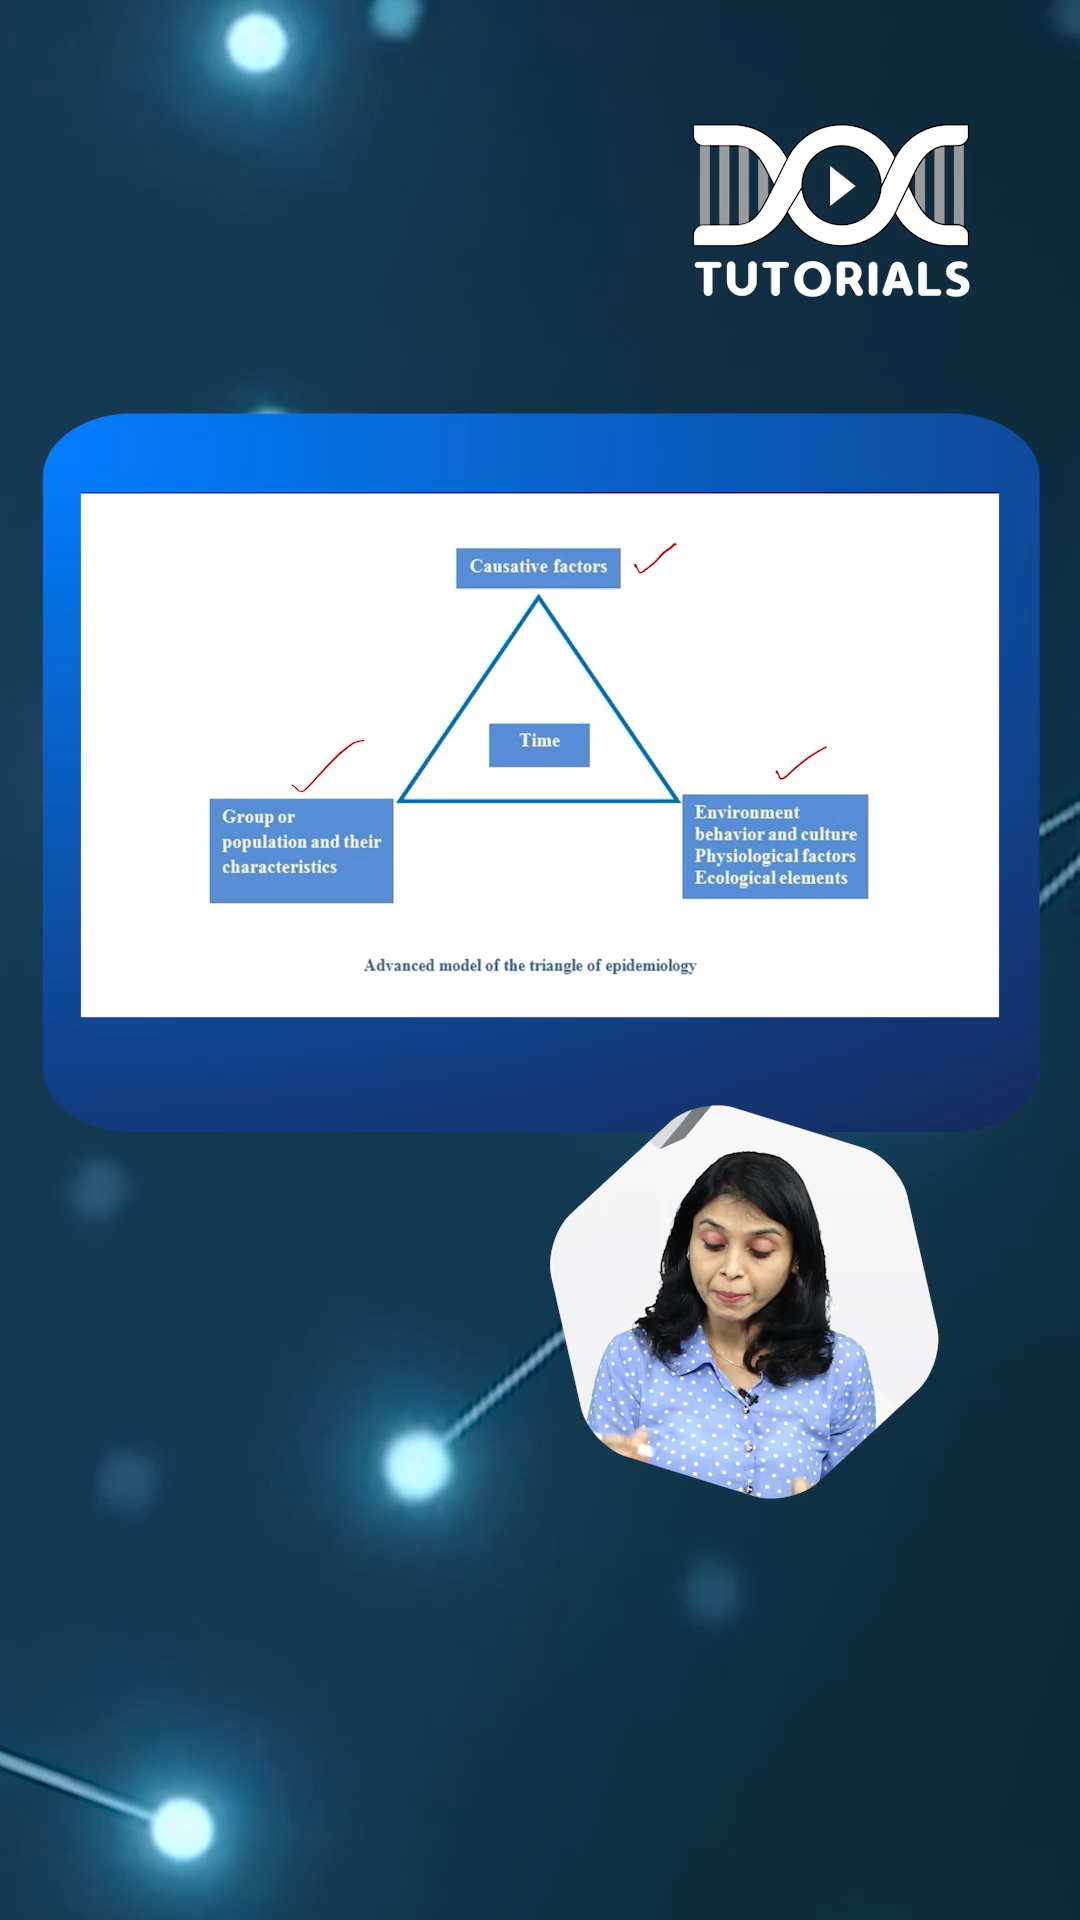 DOC
TUTORIALS
Causative factors
Time
Group or
population and their
characteristics
Environment
behavior and culture
Physiological factors
Ecological elements
Advanced model of the triangle of epidemiology